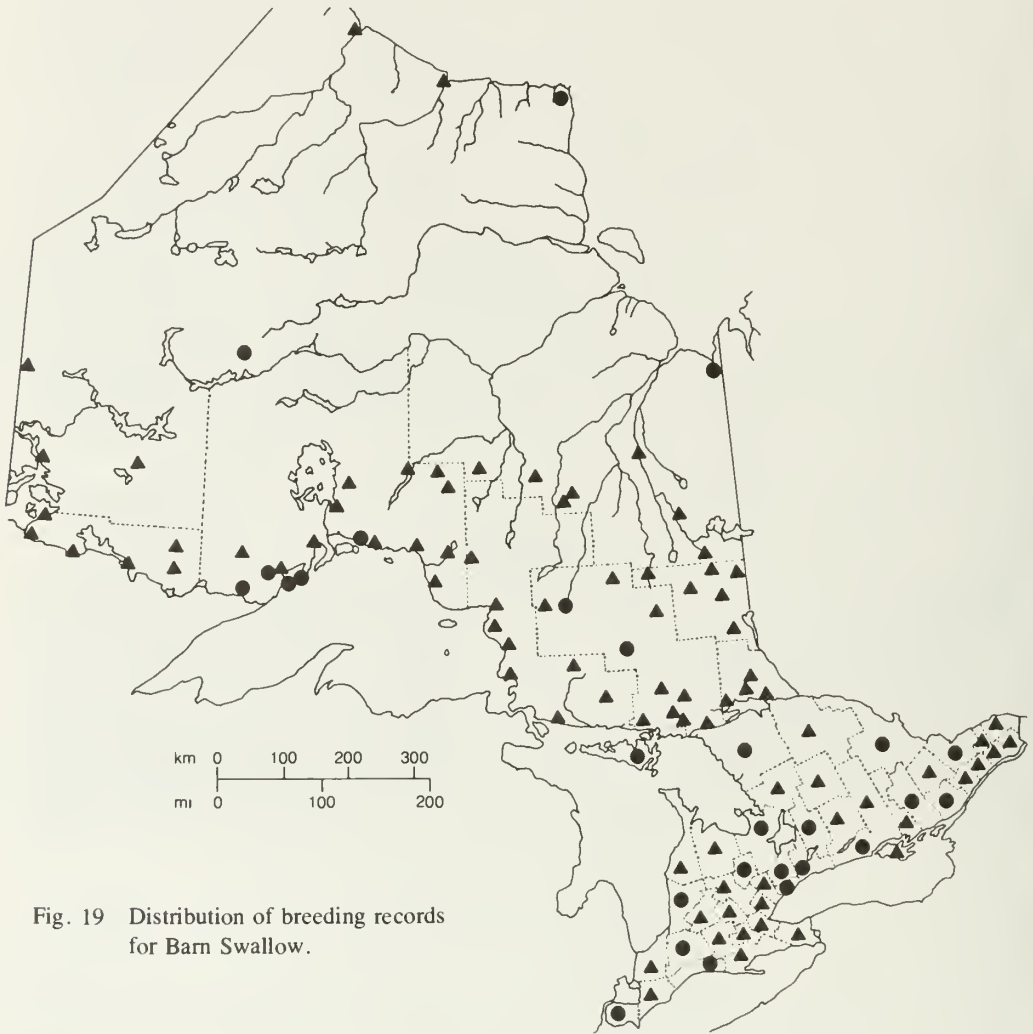 km 0 100 200 300
mi 0 100 200
Fig. 19 Distribution of breeding records
for Barn Swallow.